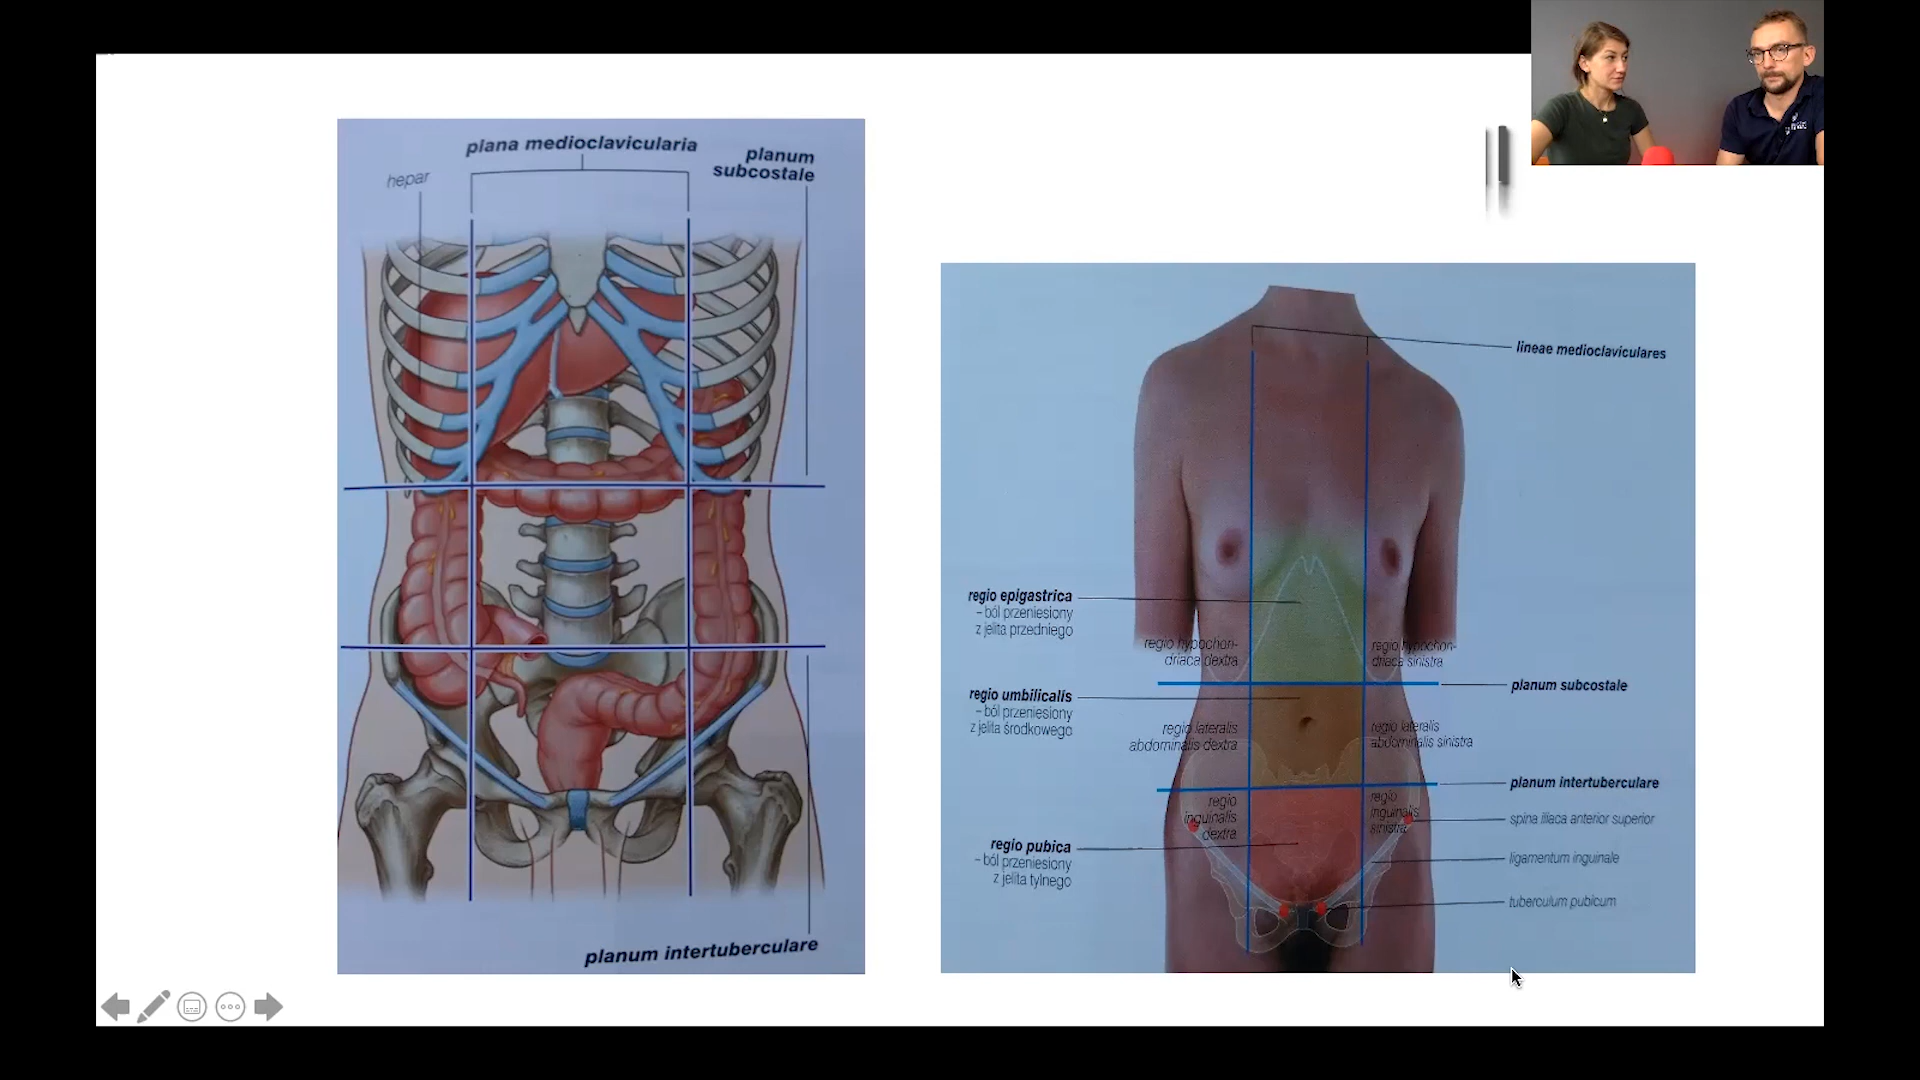 plana medioclavicularia
planum
subcostale
hepar
planum intertuberculare
lineae medioclaviculares
regio epigastrica
– ból przeniesiony
z jelita przedniego
regio hypochon-
driaca dextra
regio hypochon-
driaca sinistra
planum subcostale
regio umbilicalis
– ból przeniesiony
z jelita środkowego
regio lateralis
abdominalis dextra
regio lateralis
abdominalis sinistra
planum intertuberculare
regio
inguinalis
dextra
regio
inguinalis
sinistra
spina iliaca anterior superior
regio pubica
– ból przeniesiony
z jelita tylnego
ligamentum inguinale
tuberculum pubicum